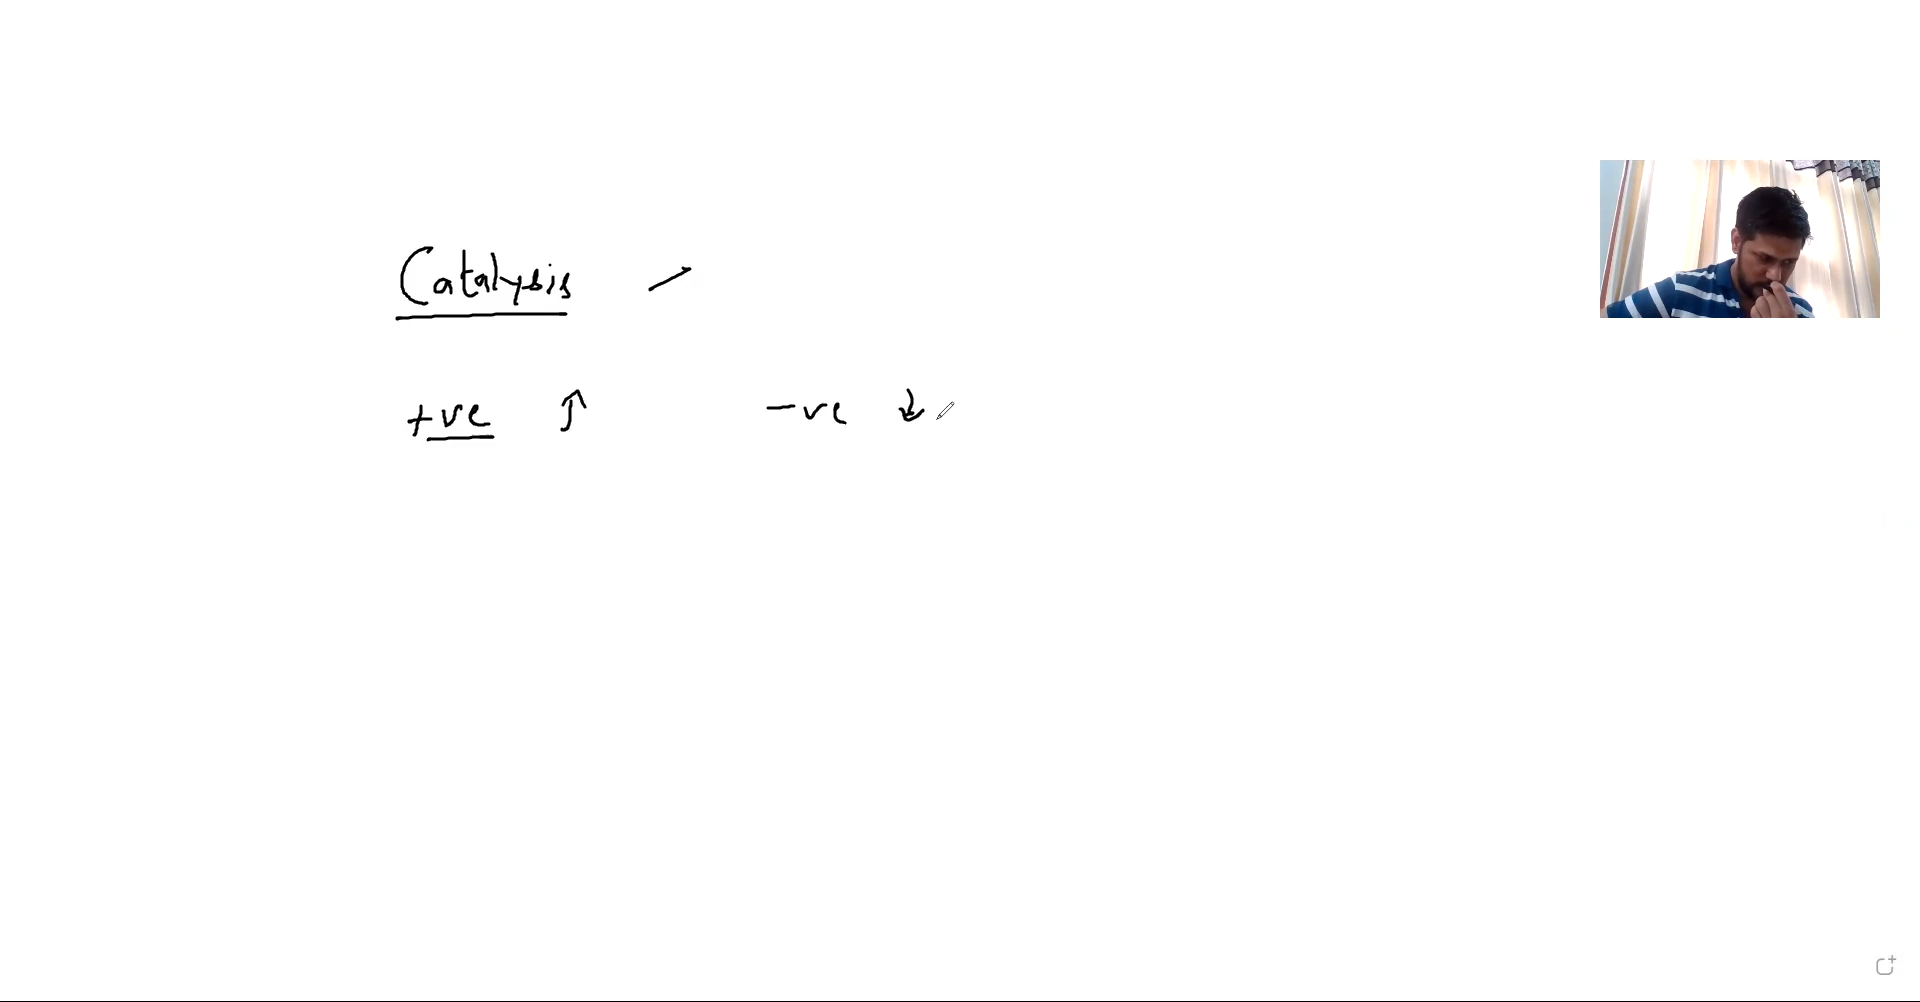 Catalysis
+ve ↑ -ve ↓